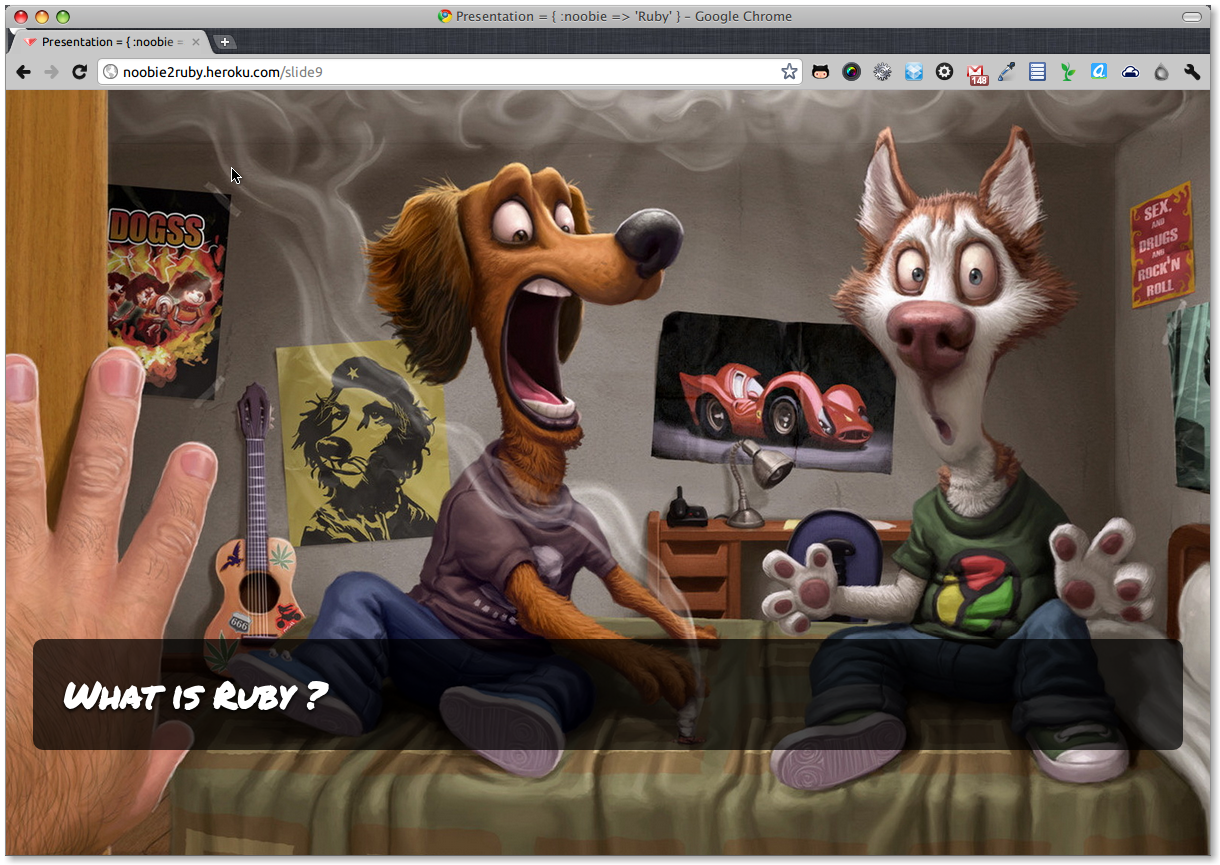 Presentation = { :noobie => 'Ruby' } – Google Chrome
Presentation = { :noobie =
noobie2ruby.heroku.com/slide9
148
DOGSS
SEX.
AND
DRUGS
AND
ROCK'N
ROLL
666
What is Ruby ?